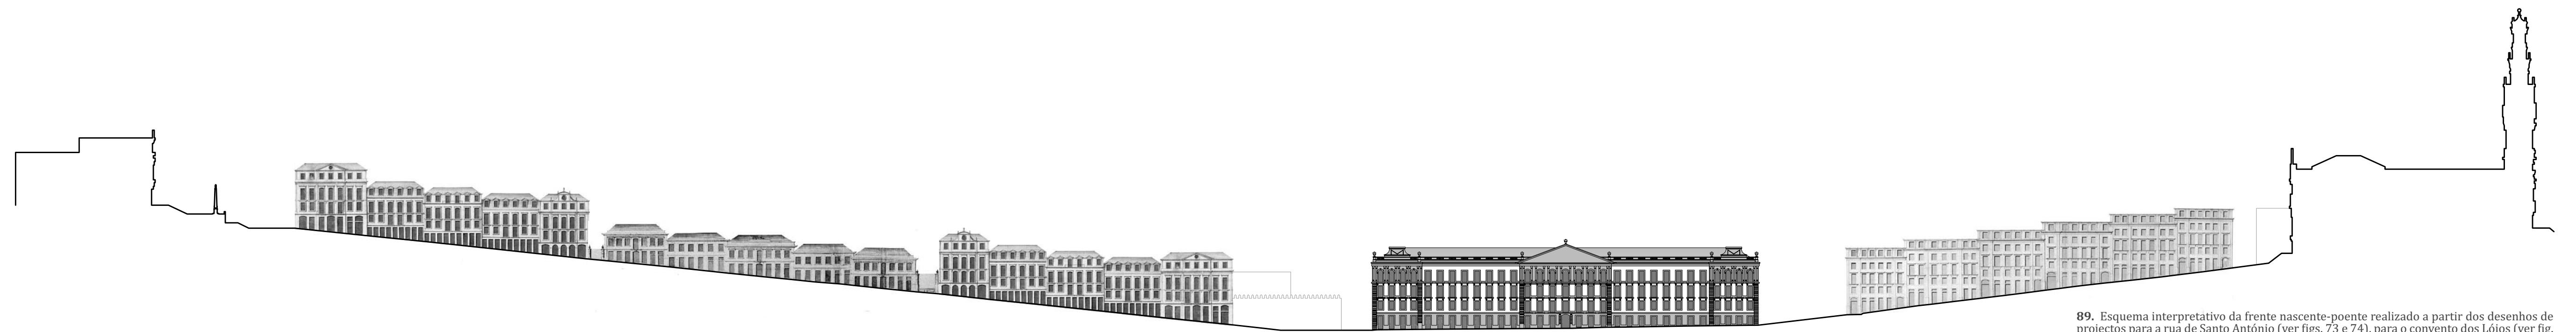 89. Esquema interpretativo da frente nascente-poente realizado a partir dos desenhos de
projectos para a rua de Santo António (ver figs. 73 e 74), para o convento dos Lóios (ver fig.